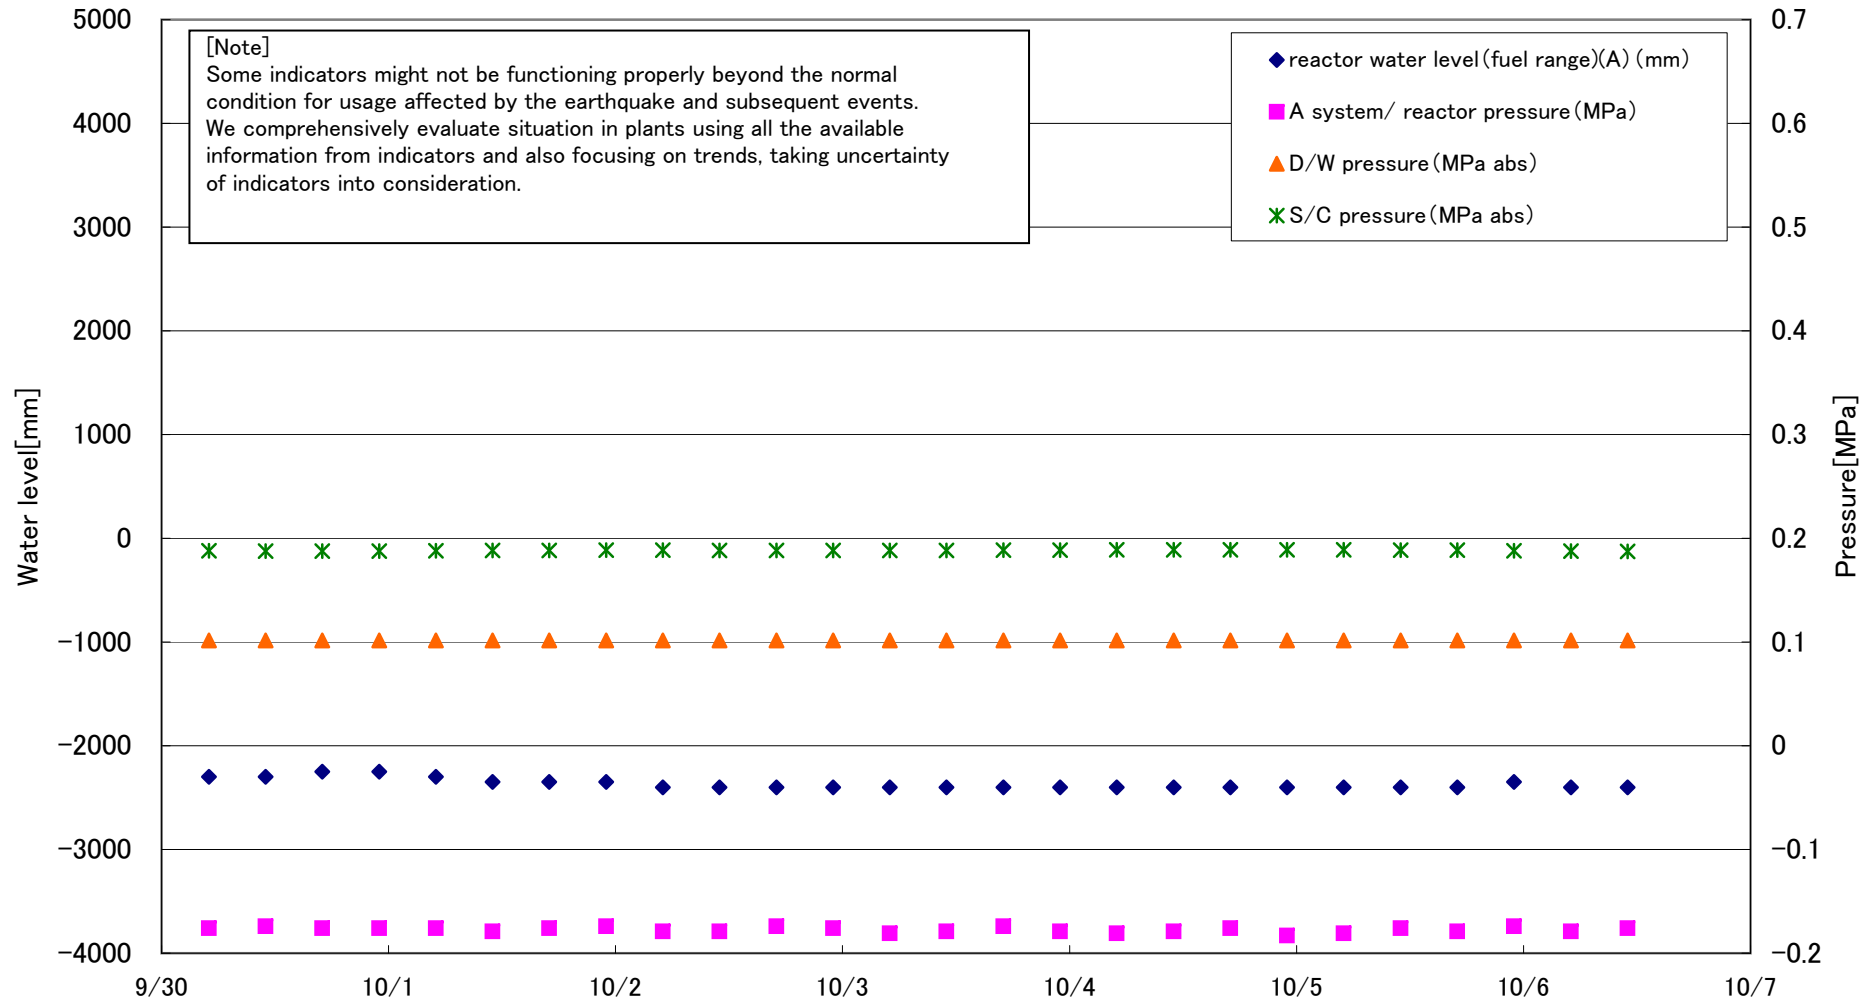 5000
4000
3000
2000
1000
0
-1000
-2000
-3000
-4000
Water level[mm]
[Note]
Some indicators might not be functioning properly beyond the normal
condition for usage affected by the earthquake and subsequent events.
We comprehensively evaluate situation in plants using all the available
information from indicators and also focusing on trends, taking uncertainty
of indicators into consideration.
reactor water level(fuel range)(A) (mm)
A system/ reactor pressure(MPa)
D/W pressure(MPa abs)
S/C pressure(MPa abs)
0.7
0.6
0.5
0.4
0.3
0.2
0.1
0
-0.1
-0.2
Pressure[MPa]
9/30 10/1 10/2 10/3 10/4 10/5 10/6 10/7